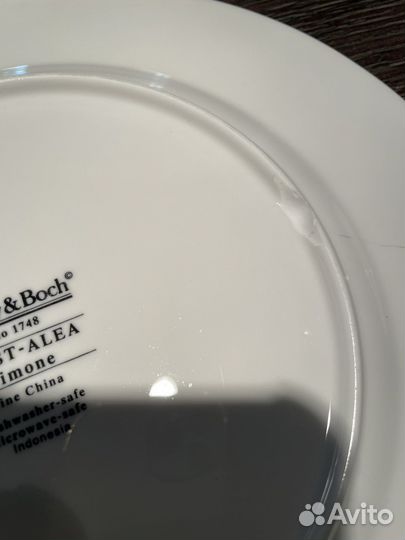 & Boch©
1748
ST-ALEA
imone
ine China
hwasher-safe
icrowave-safe
Indonesia
Avito